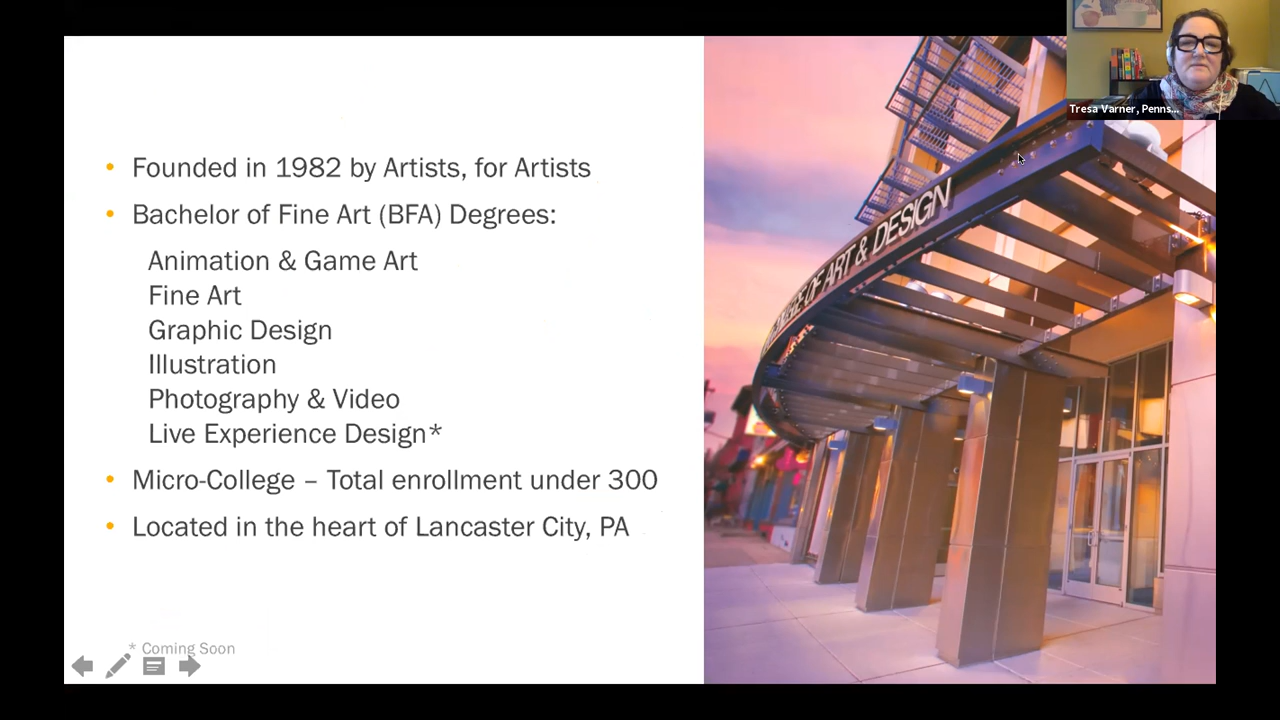 Tresa Varner, Penns...
Founded in 1982 by Artists, for Artists
Bachelor of Fine Art (BFA) Degrees:
Animation & Game Art
Fine Art
Graphic Design
Illustration
Photography & Video
Live Experience Design*
Micro-College – Total enrollment under 300
Located in the heart of Lancaster City, PA
* Coming Soon
OF ART & DESIGN